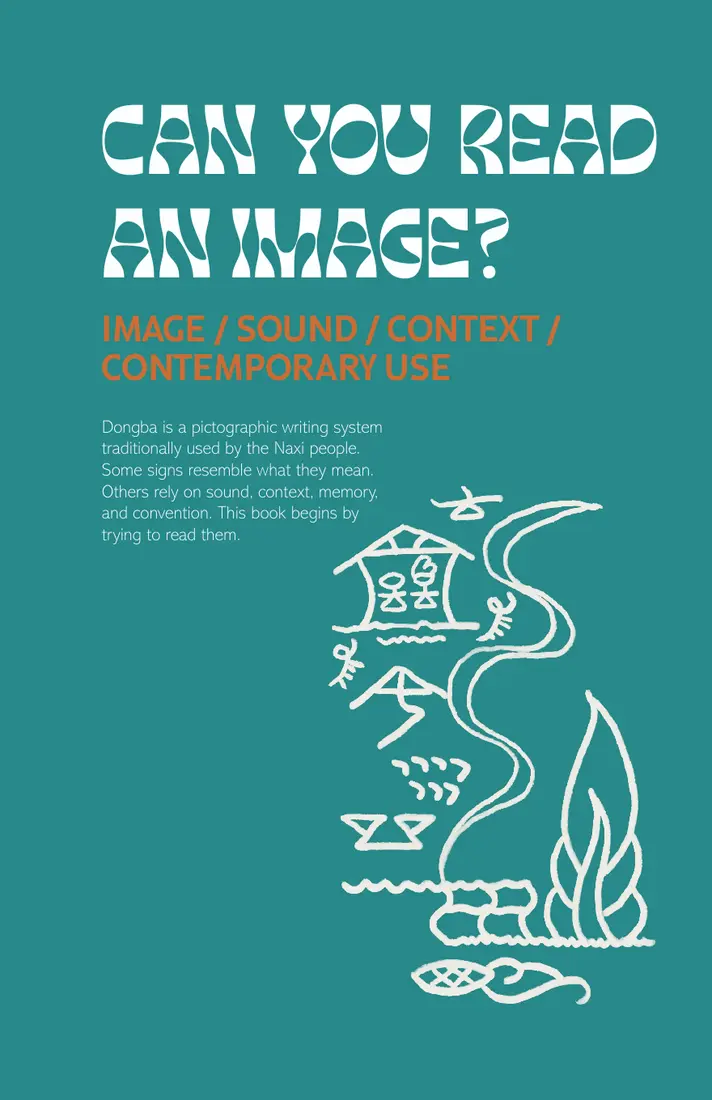 CAN YOU READ
AN IMAGE?
IMAGE / SOUND / CONTEXT /
CONTEMPORARY USE
Dongba is a pictographic writing system
traditionally used by the Naxi people.
Some signs resemble what they mean.
Others rely on sound, context, memory,
and convention. This book begins by
trying to read them.